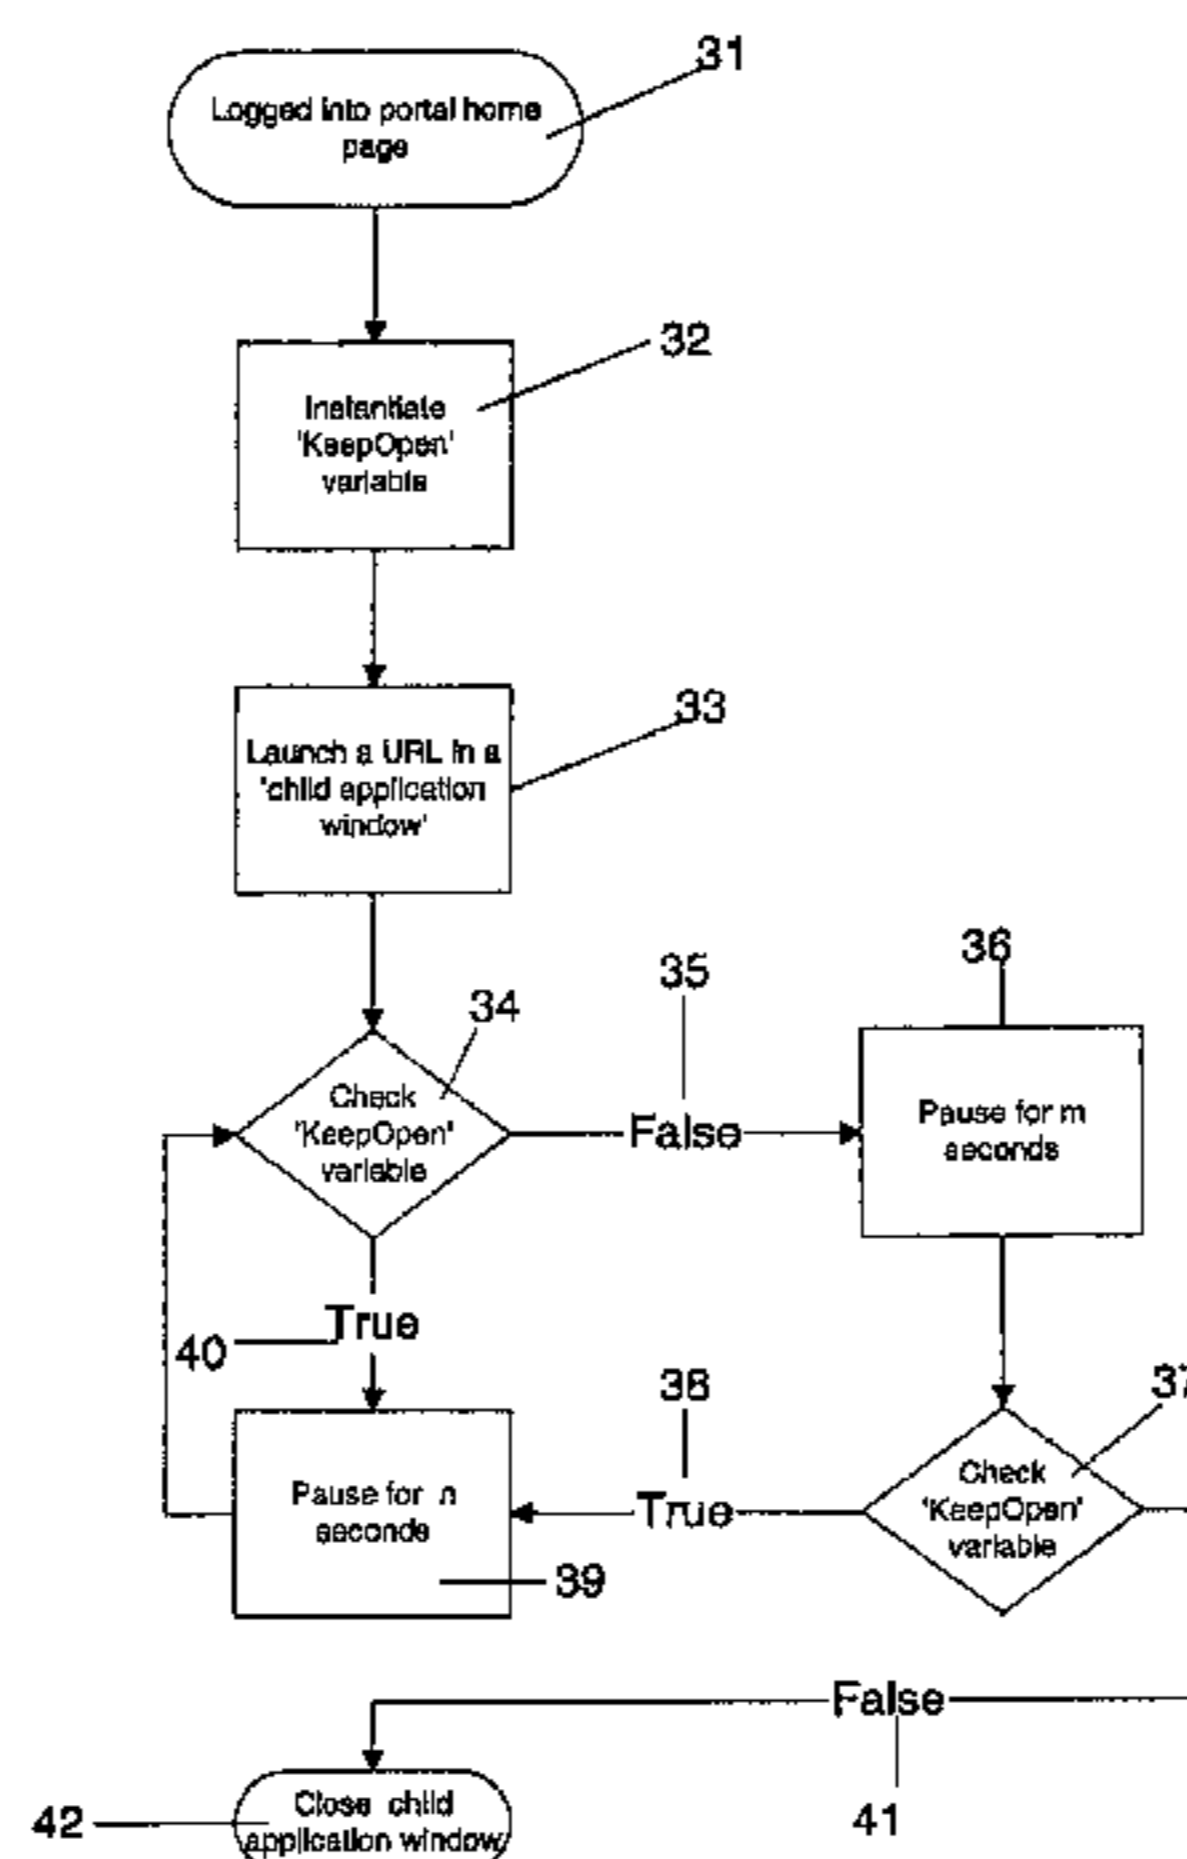 31
Logged into portal home
page
32
Instantiate
'KeepOpen'
variable
33
Launch a URL in a
'child application
window'
34
Check
'KeepOpen'
variable
35
False
36
Pause for m
seconds
37
Check
'KeepOpen'
variable
38
True
40
True
Pause for n
seconds
39
False
41
42
Close child
application window